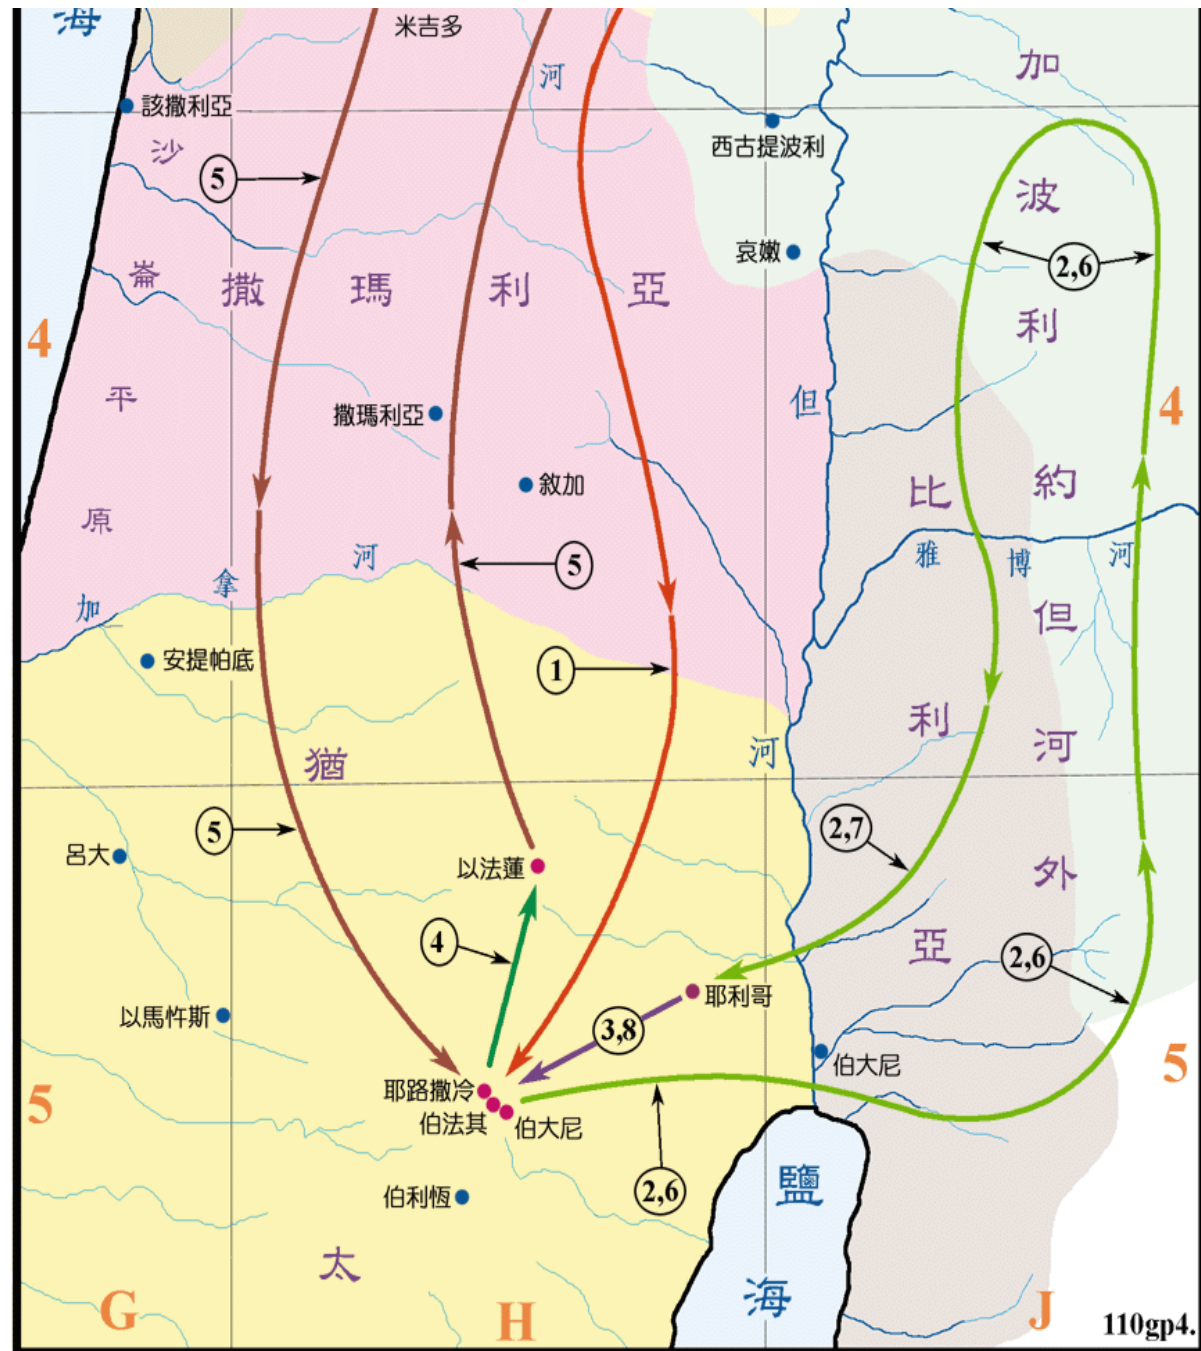 海
米吉多
河
加
該撒利亞
沙
西古提波利
5
波
哀嫩
2,6
崙
撒瑪利亞
利
4
平
但
4
撒瑪利亞
敘加
比
約
原
河
5
雅博河
拿
加
但
安提帕底
1
利
河
猶
河
5
2,7
呂大
以法蓮
外
4
亞
2,6
耶利哥
以馬忤斯
3,8
伯大尼
5
5
耶路撒冷
伯法其
伯大尼
鹽
伯利恆
2,6
太
海
G
H
J
110gp4.